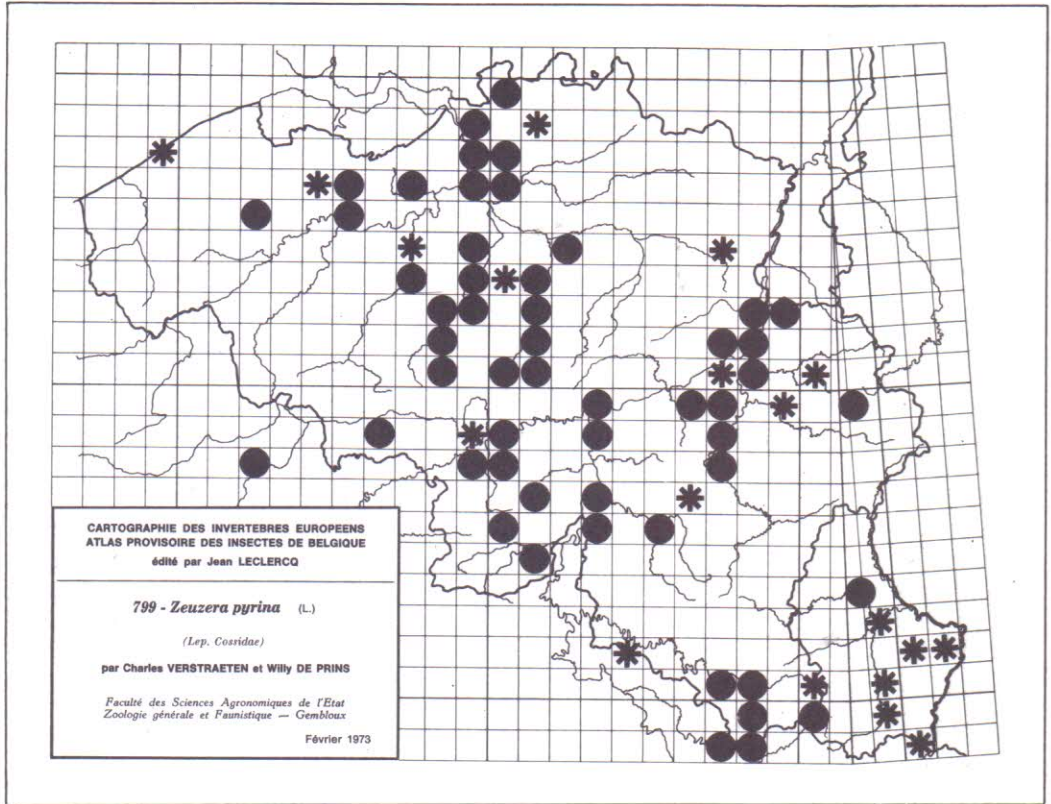 CARTOGRAPHIE DES INVERTEBRES EUROPEENS
ATLAS PROVISOIRE DES INSECTES DE BELGIQUE
édité par Jean LECLERCQ
799 - Zeuzera pyrina (L.)
(Lep. Cossidae)
par Charles VERSTRAETEN et Willy DE PRINS
Faculté des Sciences Agronomiques de l'Etat
Zoologie générale et Faunistique — Gembloux
Février 1973